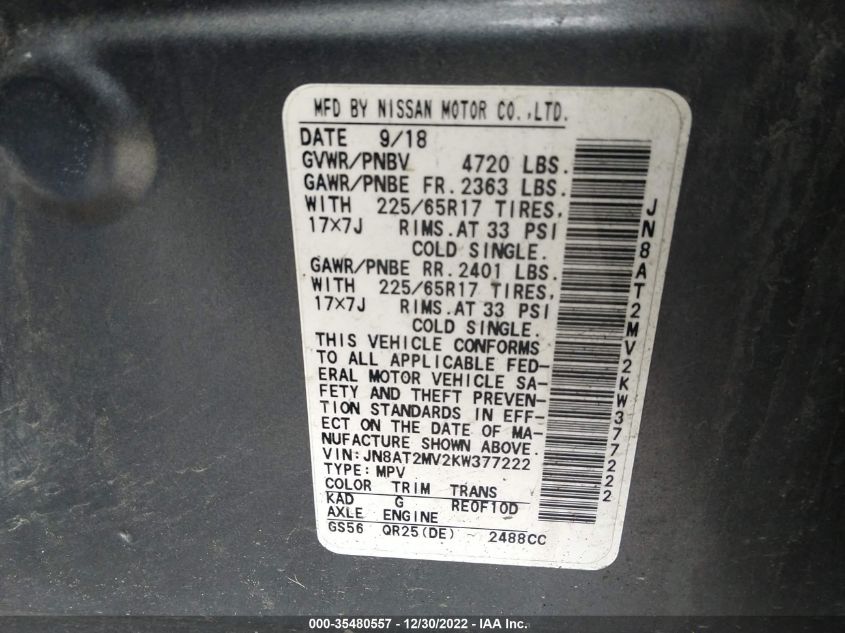 MFD BY NISSAN MOTOR CO.,LTD.
DATE 9/18
GVWR/PNBV 4720 LBS.
GAWR/PNBE FR. 2363 LBS.
WITH 225/65R17 TIRES,
17X7J RIMS.AT 33 PSI
COLD SINGLE.
GAWR/PNBE RR. 2401 LBS.
WITH 225/65R17 TIRES,
17X7J RIMS.AT 33 PSI
COLD SINGLE.
THIS VEHICLE CONFORMS
TO ALL APPLICABLE FED-
ERAL MOTOR VEHICLE SA-
FETY AND THEFT PREVEN-
TION STANDARDS IN EFF-
ECT ON THE DATE OF MA-
NUFACTURE SHOWN ABOVE.
VIN: JN8AT2MV2KW377222
TYPE: MPV
COLOR TRIM TRANS
KAD G RE0F10D
AXLE ENGINE
GS56 QR25(DE) 2488CC
JN8AT2MV2KW377222
000-35480557 - 12/30/2022 - IAA Inc.